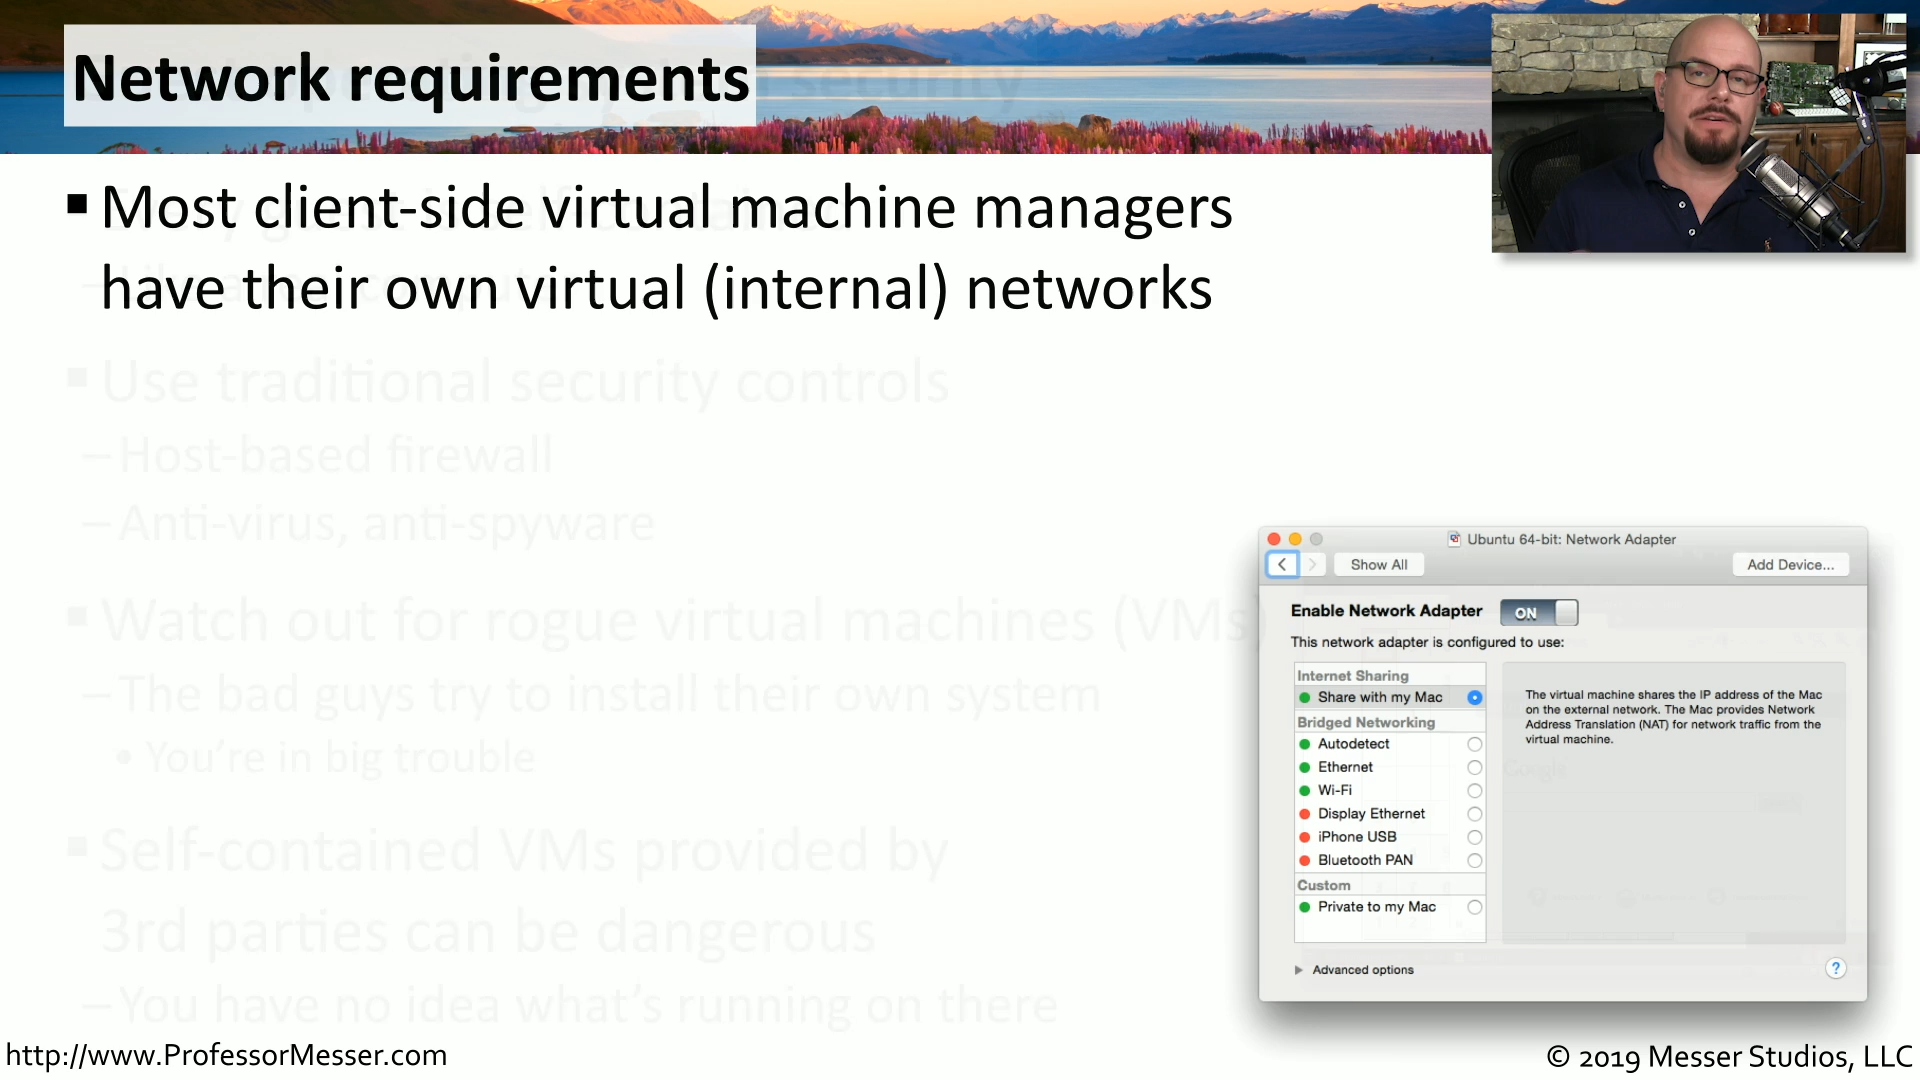 Network requirements
security
▪ Most client-side virtual machine managers
have their own virtual (internal) networks
▪ Use traditional security controls
– Host-based firewall
– Anti-virus, anti-spyware
▪ Watch out for rogue virtual machines (VMs)
– The bad guys try to install their own system
• You're in big trouble
▪ Self-contained VMs provided by
3rd parties can be dangerous
– You have no idea what's running on there
Ubuntu 64-bit: Network Adapter
Show All
Add Device...
Enable Network Adapter ON
This network adapter is configured to use:
Internet Sharing
Share with my Mac
Bridged Networking
Autodetect
Ethernet
Wi-Fi
Display Ethernet
iPhone USB
Bluetooth PAN
Custom
Private to my Mac
The virtual machine shares the IP address of the Mac
on the external network. The Mac provides Network
Address Translation (NAT) for network traffic from the
virtual machine.
Google
Advanced options
?
http://www.ProfessorMesser.com
© 2019 Messer Studios, LLC